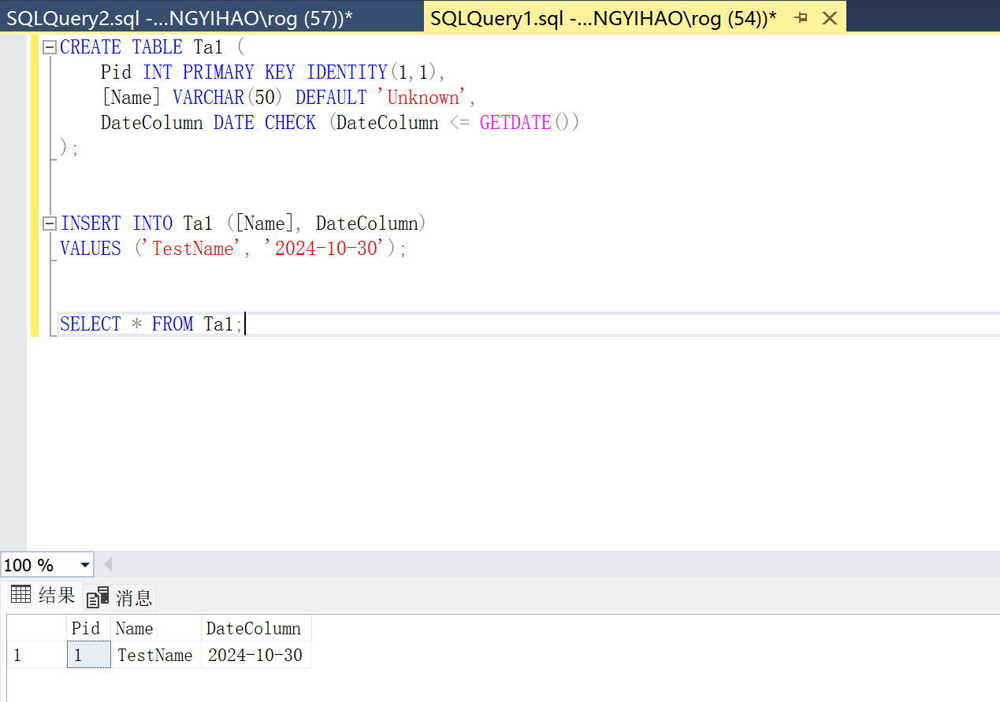 SQLQuery2.sql -...NGYIHAO\rog (57))*
SQLQuery1.sql -...NGYIHAO\rog (54))*
CREATE TABLE Ta1 (
Pid INT PRIMARY KEY IDENTITY(1,1),
[Name] VARCHAR(50) DEFAULT 'Unknown',
DateColumn DATE CHECK (DateColumn <= GETDATE())
);
INSERT INTO Ta1 ([Name], DateColumn)
VALUES ('TestName', '2024-10-30');
SELECT * FROM Ta1;
100 %
结果 消息
Pid Name DateColumn
1 1 TestName 2024-10-30